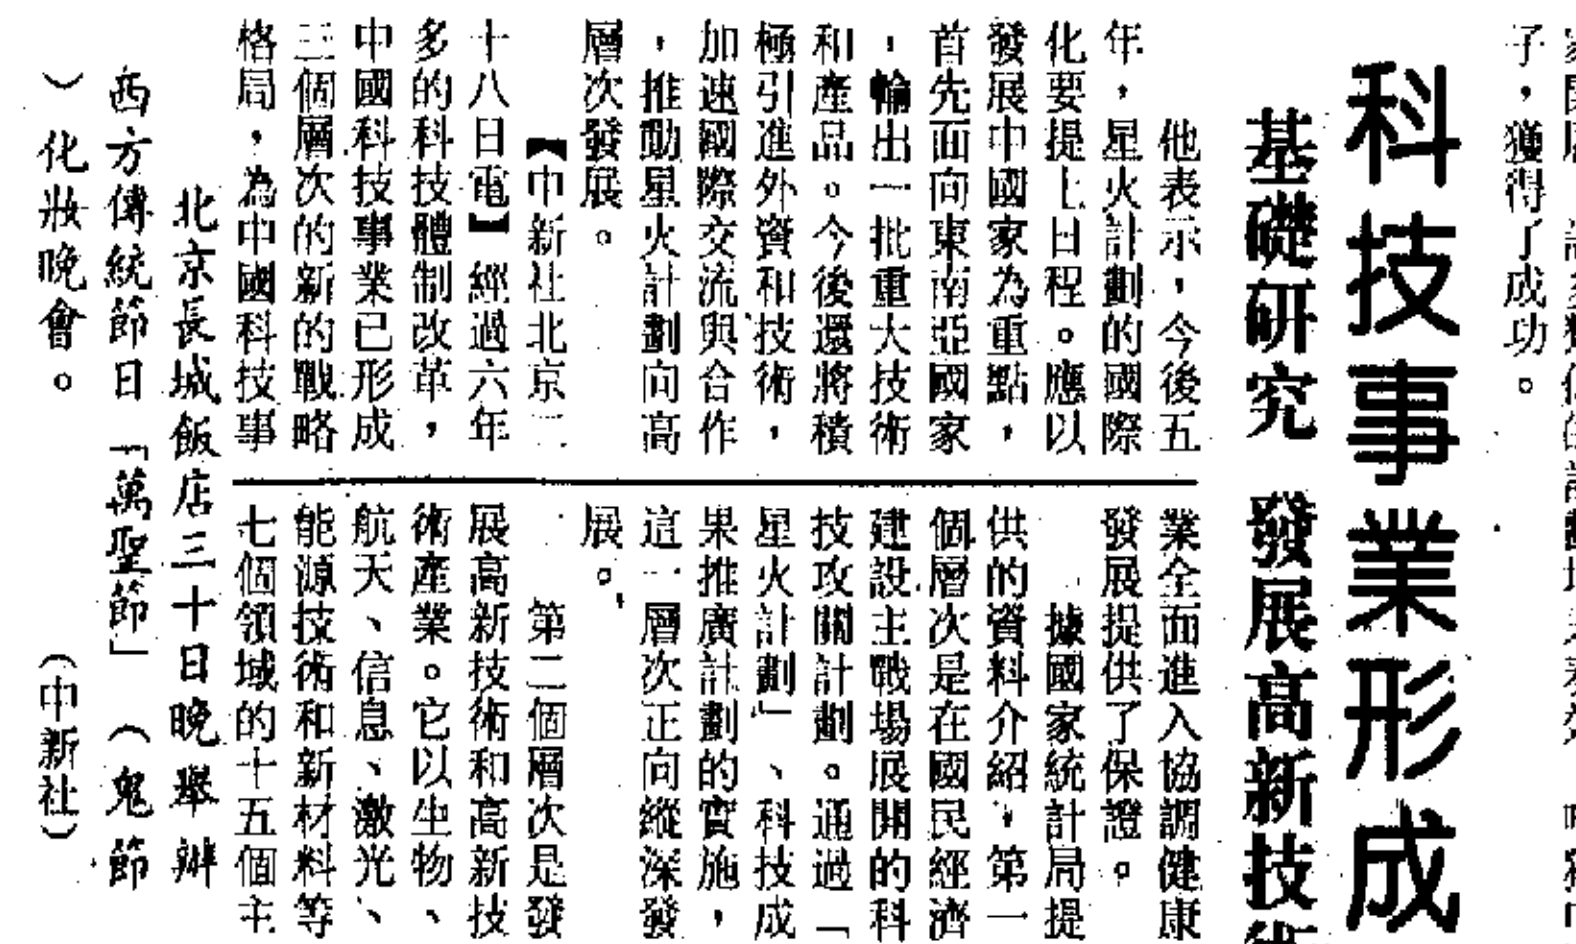 子，獲得了成功。
科技事業形成
基礎研究 發展高新技術
他表示，今後五
年，星火計劃的國際
化要提上日程。應以
發展中國家為重點，
首先面向東南亞國家
，輸出一批重大技術
和產品。今後還將積
極引進外資和技術，
加速國際交流與合作
，推動星火計劃向高
層次發展。
【中新社北京二
十八日電】經過六年
多的科技體制改革，
中國科技事業已形成
三個層次的新的戰略
格局，為中國科技事
業全面進入協調健康
發展提供了保證。
據國家統計局提
供的資料介紹，第一
個層次是在國民經濟
建設主戰場展開的科
技攻關計劃。通過「
星火計劃」、科技成
果推廣計劃的實施，
這一層次正向縱深發
展。
第二個層次是發
展高新技術和高新技
術產業。它以生物、
航天、信息、激光、
能源技術和新材料等
七個領域的十五個主
北京長城飯店三十日晚舉辦
西方傳統節日「萬聖節」（鬼節
）化妝晚會。（中新社）